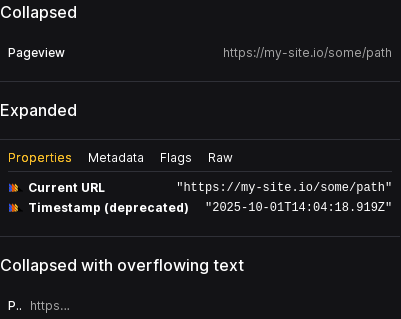 Collapsed
Pageview https://my-site.io/some/path
Expanded
Properties Metadata Flags Raw
Current URL "https://my-site.io/some/path"
Timestamp (deprecated) "2025-10-01T14:04:18.919Z"
Collapsed with overflowing text
P.. https...